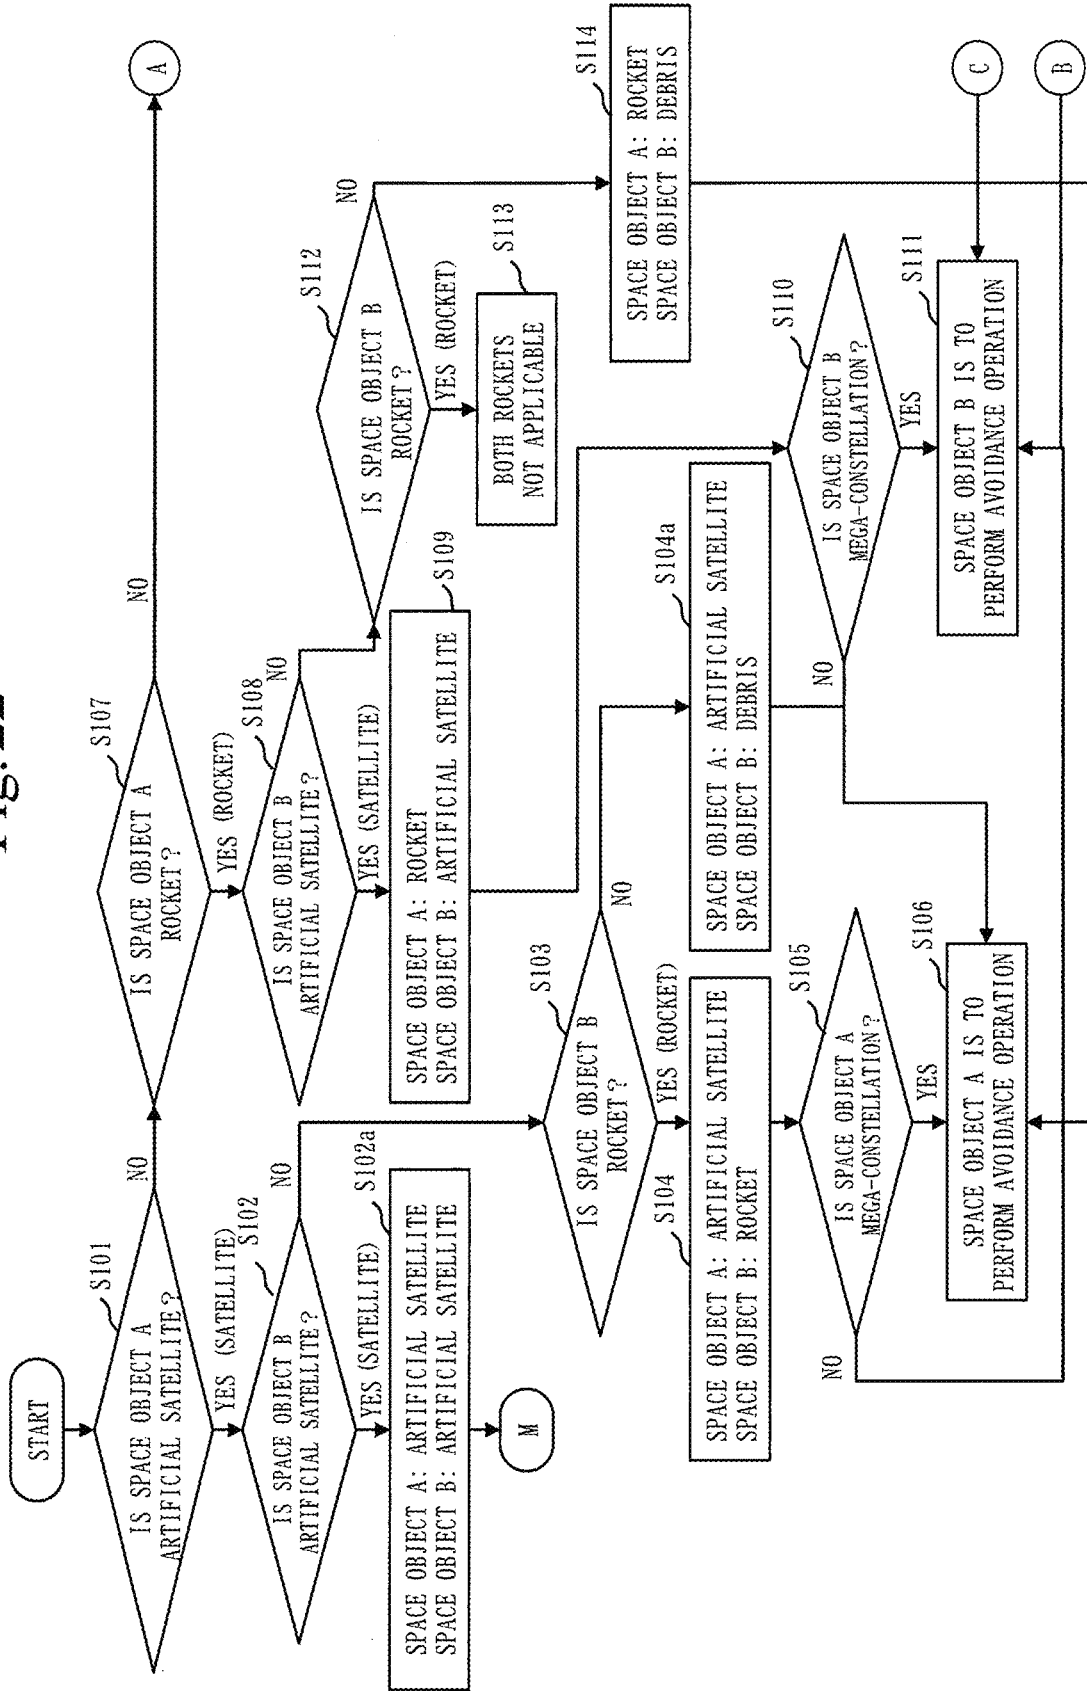 Fig.
START
S101
IS SPACE OBJECT A
ARTIFICIAL SATELLITE?
NO
YES (SATELLITE)
S102
IS SPACE OBJECT B
ARTIFICIAL SATELLITE?
NO
YES (SATELLITE)
S102a
SPACE OBJECT A: ARTIFICIAL SATELLITE
SPACE OBJECT B: ARTIFICIAL SATELLITE
M
S103
IS SPACE OBJECT B
ROCKET?
NO
YES (ROCKET)
S104
SPACE OBJECT A: ARTIFICIAL SATELLITE
SPACE OBJECT B: ROCKET
S104a
SPACE OBJECT A: ARTIFICIAL SATELLITE
SPACE OBJECT B: DEBRIS
S105
IS SPACE OBJECT A
MEGA-CONSTELLATION?
NO
YES
S106
SPACE OBJECT A IS TO
PERFORM AVOIDANCE OPERATION
S107
IS SPACE OBJECT A
ROCKET?
NO
A
YES (ROCKET)
S108
IS SPACE OBJECT B
ARTIFICIAL SATELLITE?
NO
YES (SATELLITE)
S109
SPACE OBJECT A: ROCKET
SPACE OBJECT B: ARTIFICIAL SATELLITE
S110
IS SPACE OBJECT B
MEGA-CONSTELLATION?
NO
YES
S111
SPACE OBJECT B IS TO
PERFORM AVOIDANCE OPERATION
S112
IS SPACE OBJECT B
ROCKET?
NO
YES (ROCKET)
S113
BOTH ROCKETS
NOT APPLICABLE
S114
SPACE OBJECT A: ROCKET
SPACE OBJECT B: DEBRIS
C
B